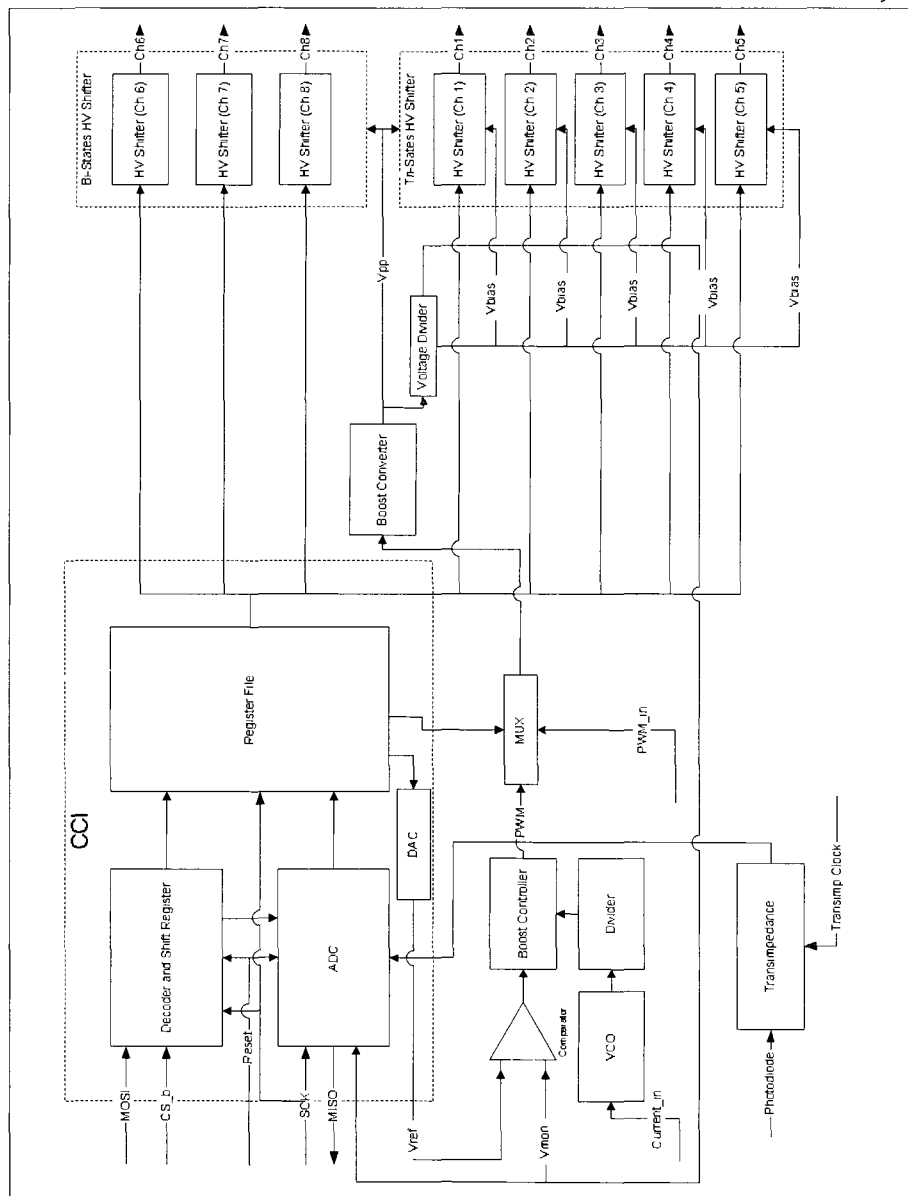 CCI
MOSI
CS_b
Reset
SCK
MISO
Decoder and Shift Register
ADC
Register File
DAC
Vref
Vmon
Comparator
Current_in
VCO
Divider
Boost Controller
PWM
MUX
PWM_in
Photodiode
Transimpedance
Transimp Clock
Boost Converter
Vpp
Voltage Divider
Vbias
Vbias
Vbias
Vbias
Vbias
Bi-States HV Shifter
HV Shifter (Ch 6)
Ch6
HV Shifter (Ch 7)
Ch7
HV Shifter (Ch 8)
Ch8
Tri-Sates HV Shifter
HV Shifter (Ch 1)
Ch1
HV Shifter (Ch 2)
Ch2
HV Shifter (Ch 3)
Ch3
HV Shifter (Ch 4)
Ch4
HV Shifter (Ch 5)
Ch5